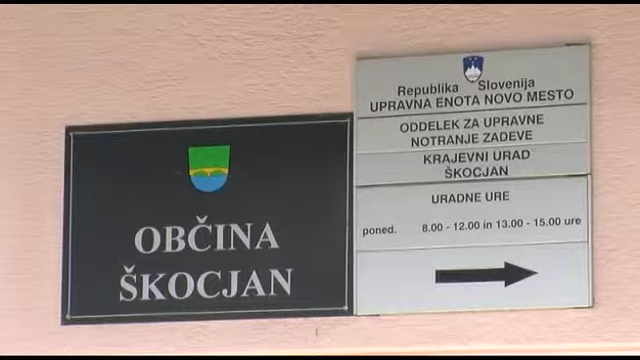 OBČINA
ŠKOCJAN
Republika Slovenija
UPRAVNA ENOTA NOVO MESTO
ODDELEK ZA UPRAVNE
NOTRANJE ZADEVE
KRAJEVNI URAD
ŠKOCJAN
URADNE URE
poned. 8.00 - 12.00 in 13.00 - 15.00 ure